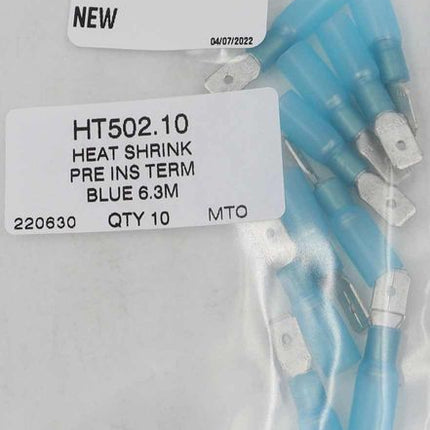 NEW
04/07/2022
HT502.10
HEAT SHRINK
PRE INS TERM
BLUE 6.3M
220630 QTY 10 MTO